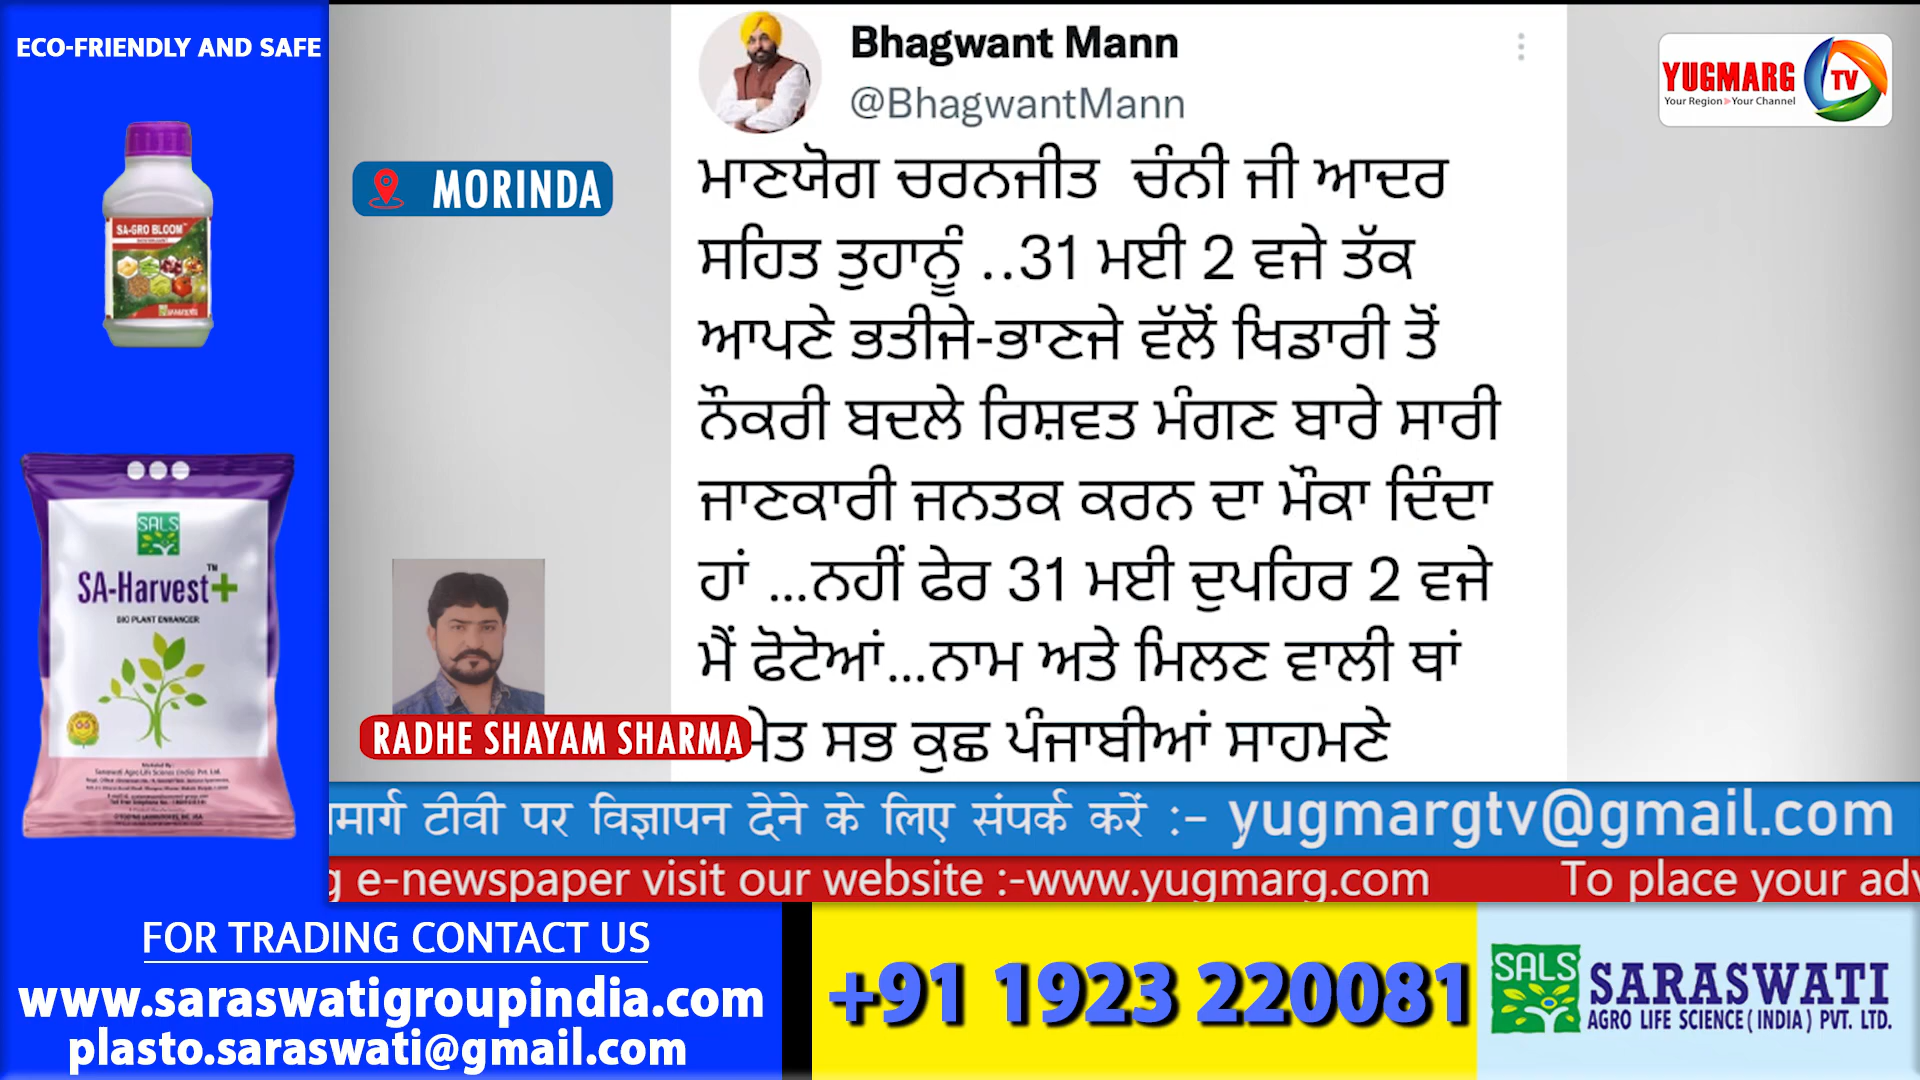 ECO-FRIENDLY AND SAFE
SA-GRO BLOOM
SALS
SA-Harvest+
TM
BIO PLANT ENHANCER
Bhagwant Mann
@BhagwantMann
ਮਾਣਯੋਗ ਚਰਨਜੀਤ ਚੰਨੀ ਜੀ ਆਦਰ
ਸਹਿਤ ਤੁਹਾਨੂੰ ..31 ਮਈ 2 ਵਜੇ ਤੱਕ
ਆਪਣੇ ਭਤੀਜੇ-ਭਾਣਜੇ ਵੱਲੋਂ ਖਿਡਾਰੀ ਤੋਂ
ਨੌਕਰੀ ਬਦਲੇ ਰਿਸ਼ਵਤ ਮੰਗਣ ਬਾਰੇ ਸਾਰੀ
ਜਾਣਕਾਰੀ ਜਨਤਕ ਕਰਨ ਦਾ ਮੌਕਾ ਦਿੰਦਾ
ਹਾਂ ...ਨਹੀਂ ਫੇਰ 31 ਮਈ ਦੁਪਹਿਰ 2 ਵਜੇ
ਮੈਂ ਫੋਟੋਆਂ...ਨਾਮ ਅਤੇ ਮਿਲਣ ਵਾਲੀ ਥਾਂ
ਸਭ ਕੁਛ ਪੰਜਾਬੀਆਂ ਸਾਹਮਣੇ
YUGMARG TV
Your Region Your Channel
MORINDA
RADHE SHAYAM SHARMA
मार्ग टीवी पर विज्ञापन देने के लिए संपर्क करें :- yugmargtv@gmail.com
g e-newspaper visit our website :-www.yugmarg.com To place your adv
FOR TRADING CONTACT US
www.saraswatigroupindia.com
plasto.saraswati@gmail.com
+91 1923 220081
SALS
SARASWATI
AGRO LIFE SCIENCE (INDIA) PVT. LTD.